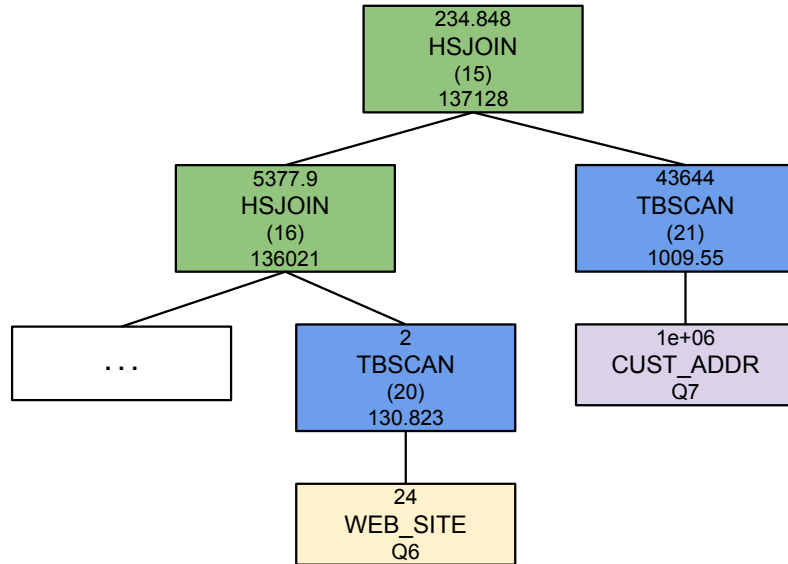 234.848
HSJOIN
(15)
137128
5377.9
HSJOIN
(16)
136021
43644
TBSCAN
(21)
1009.55
...
2
TBSCAN
(20)
130.823
1e+06
CUST_ADDR
Q7
24
WEB_SITE
Q6